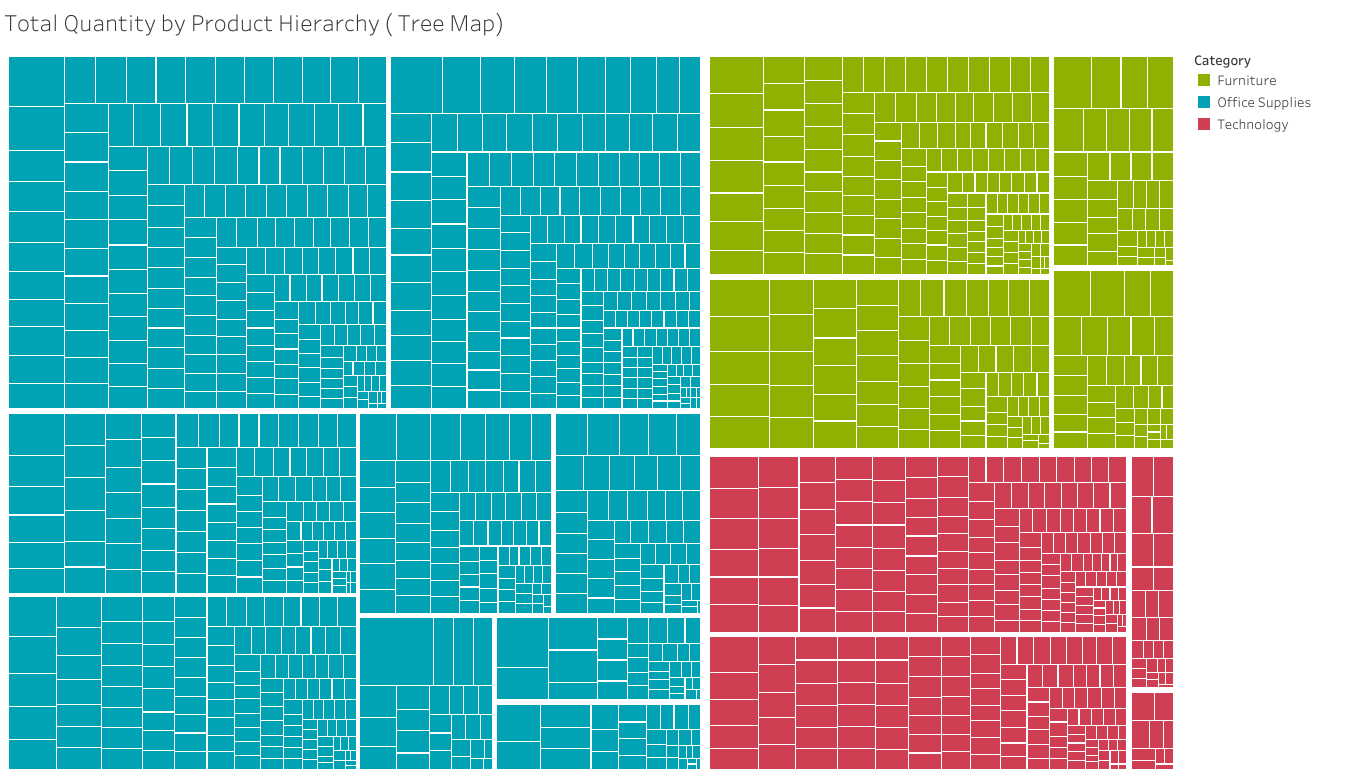 Total Quantity by Product Hierarchy ( Tree Map)
Category
Furniture
Office Supplies
Technology